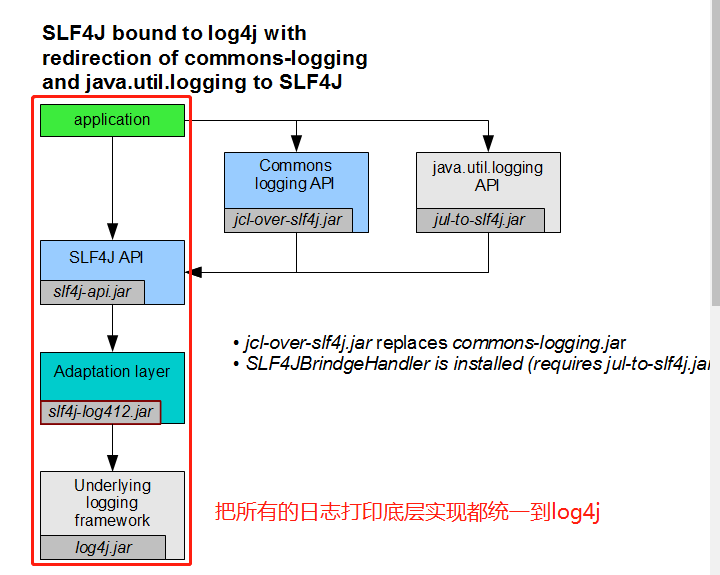 SLF4J bound to log4j with
redirection of commons-logging
and java.util.logging to SLF4J
application
Commons
logging API
jcl-over-slf4j.jar
java.util.logging
API
jul-to-slf4j.jar
SLF4J API
slf4j-api.jar
• jcl-over-slf4j.jar replaces commons-logging.jar
• SLF4JBrindgeHandler is installed (requires jul-to-slf4j.jar
Adaptation layer
slf4j-log412.jar
Underlying
logging
framework
log4j.jar
把所有的日志打印底层实现都统一到log4j